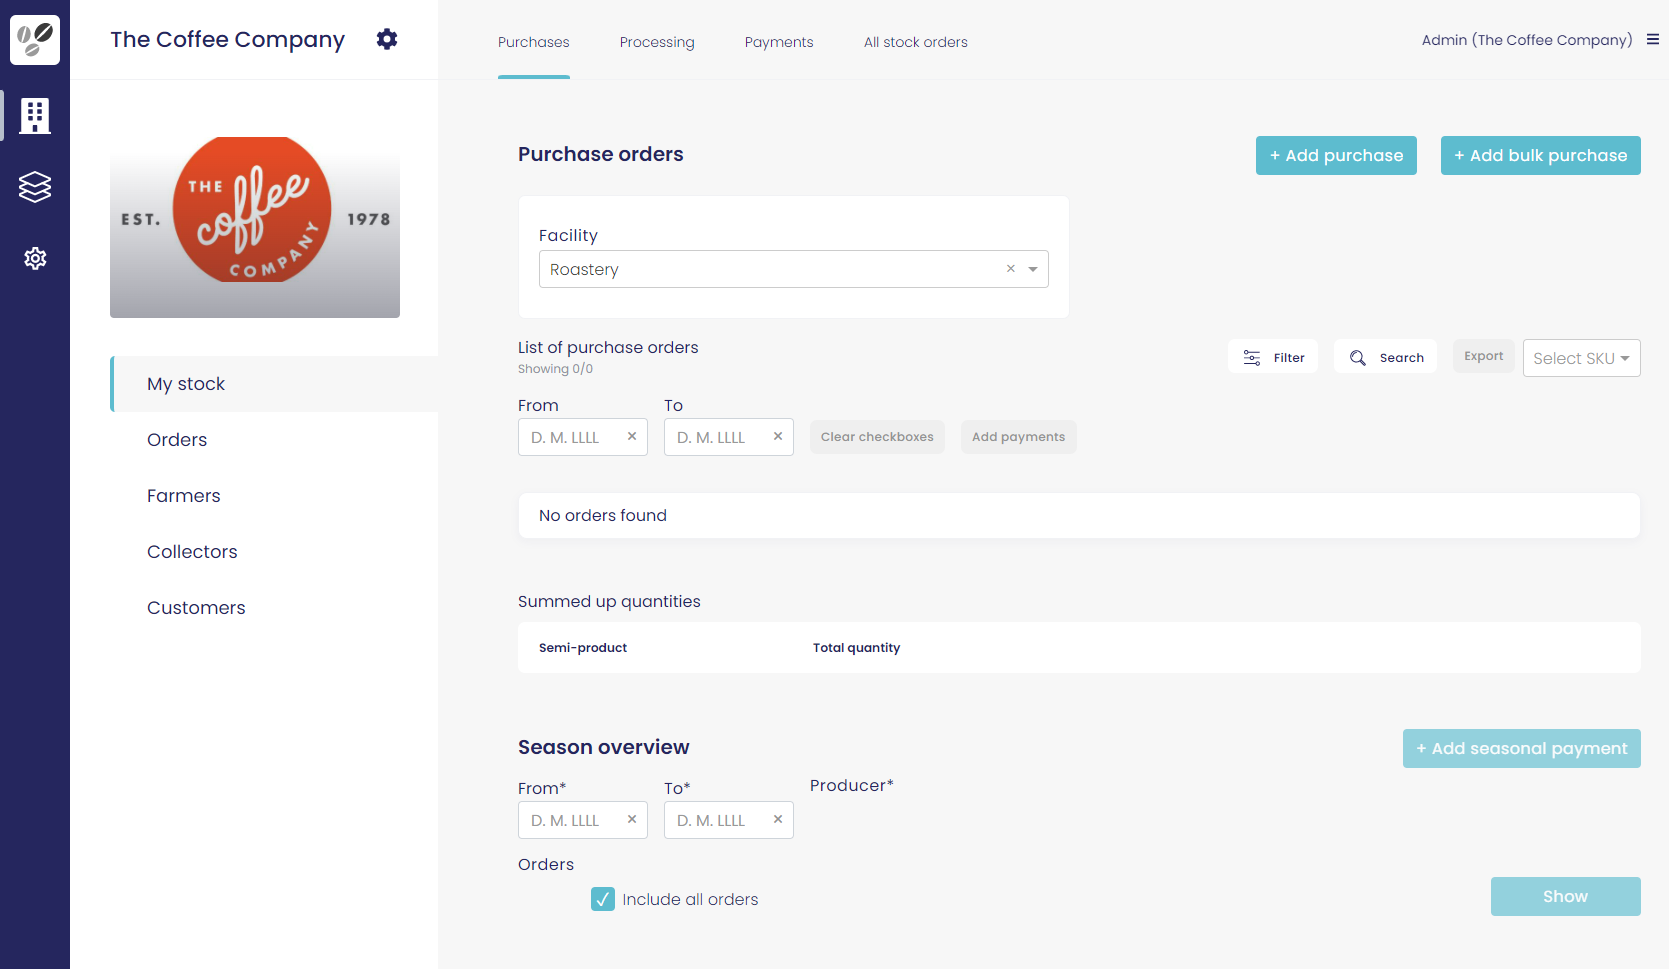 The Coffee Company
Purchases
Processing
Payments
All stock orders
Admin (The Coffee Company)
EST.
THE
coffee
COMPANY
1978
My stock
Orders
Farmers
Collectors
Customers
Purchase orders
+ Add purchase
+ Add bulk purchase
Facility
Roastery
List of purchase orders
Showing 0/0
Filter
Search
Export
Select SKU
From
To
D. M. LLLL
D. M. LLLL
Clear checkboxes
Add payments
No orders found
Summed up quantities
Semi-product
Total quantity
Season overview
+ Add seasonal payment
From*
To*
Producer*
D. M. LLLL
D. M. LLLL
Orders
Include all orders
Show